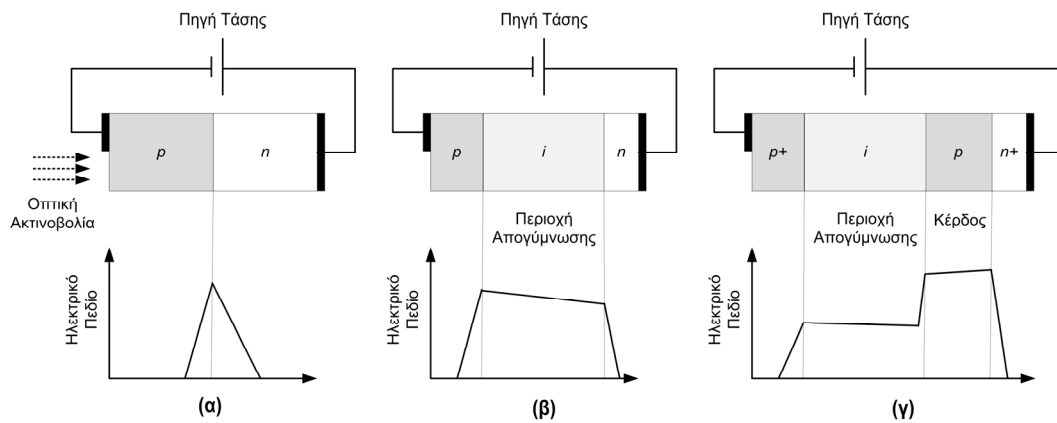 Πηγή Τάσης
p
n
Οπτική
Ακτινοβολία
Ηλεκτρικό
Πεδίο
(α)
Πηγή Τάσης
p
i
n
Περιοχή
Απογύμνωσης
Ηλεκτρικό
Πεδίο
(β)
Πηγή Τάσης
p+
i
p
n+
Περιοχή
Απογύμνωσης
Κέρδος
Ηλεκτρικό
Πεδίο
(γ)